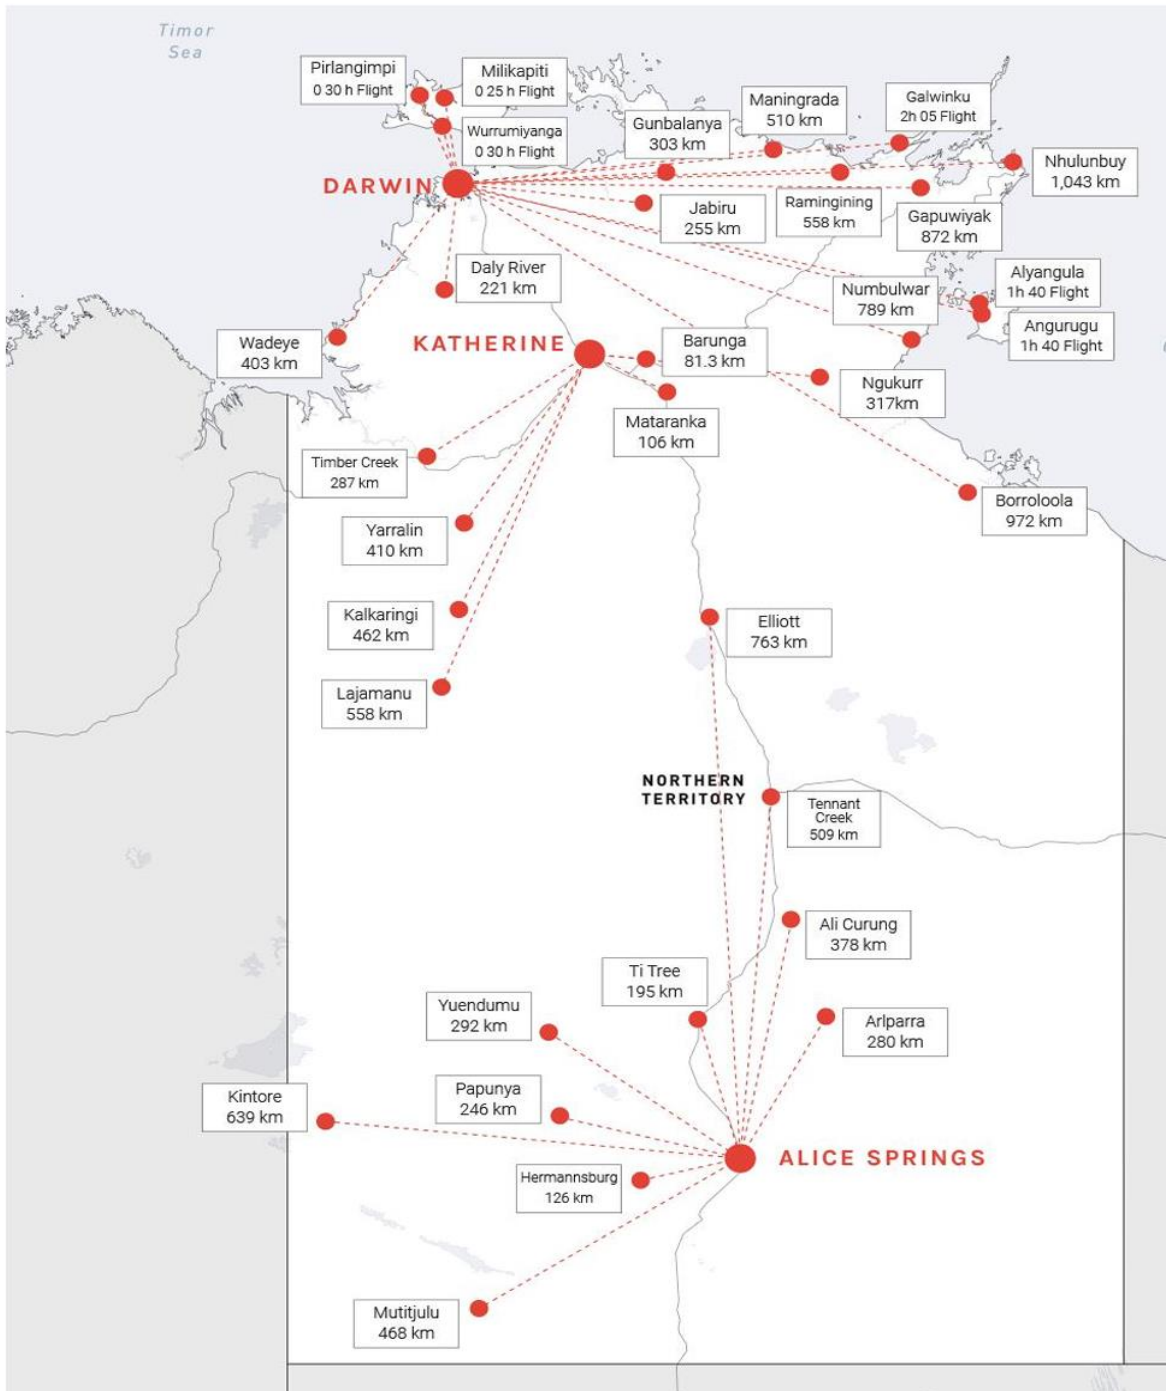 Timor
Sea
Pirlangimpi
0 30 h Flight
Milikapiti
0 25 h Flight
Wurrumiyanga
0 30 h Flight
Gunbalanya
303 km
Maningrada
510 km
Galwinku
2h 05 Flight
Nhulunbuy
1,043 km
DARWIN
Jabiru
255 km
Ramingining
558 km
Gapuwiyak
872 km
Daly River
221 km
Numbulwar
789 km
Alyangula
1h 40 Flight
Angurugu
1h 40 Flight
Wadeye
403 km
KATHERINE
Barunga
81.3 km
Ngukurr
317km
Mataranka
106 km
Timber Creek
287 km
Borroloola
972 km
Yarralin
410 km
Kalkaringi
462 km
Elliott
763 km
Lajamanu
558 km
NORTHERN
TERRITORY
Tennant
Creek
509 km
Ali Curung
378 km
Ti Tree
195 km
Yuendumu
292 km
Arlparra
280 km
Kintore
639 km
Papunya
246 km
ALICE SPRINGS
Hermannsburg
126 km
Mutitjulu
468 km